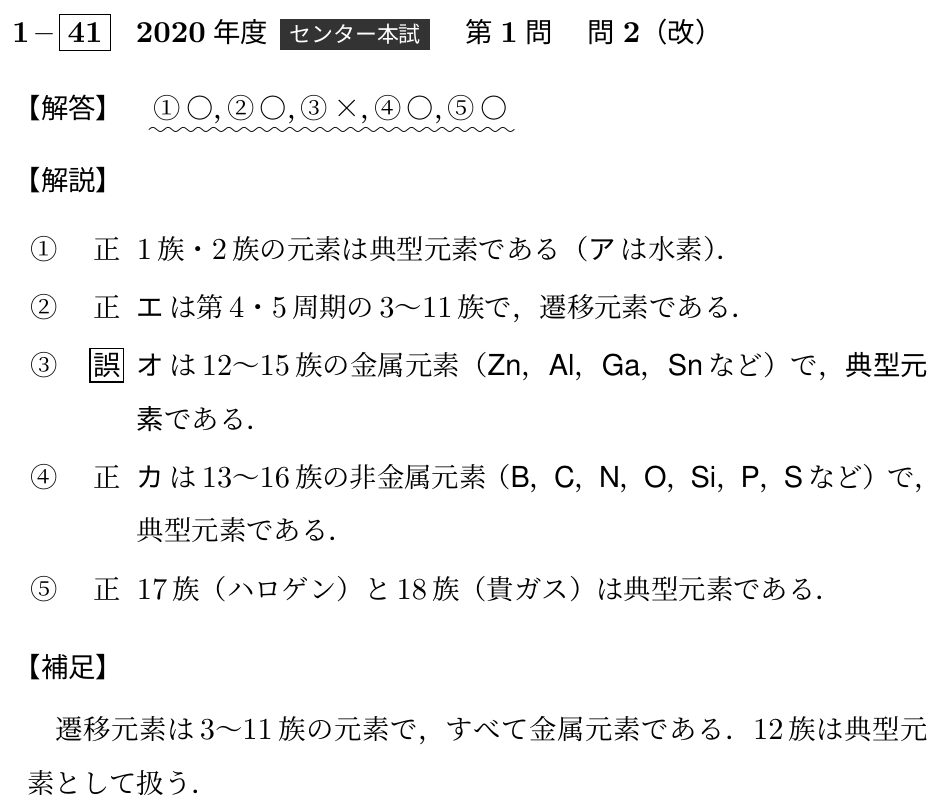 1－41 2020 年度 センター本試 第 1 問 問 2（改）
【解答】 ①○,②○,③×,④○,⑤○
【解説】
① 正 1族・2族の元素は典型元素である（アは水素）．
② 正 エは第4・5周期の3～11族で，遷移元素である．
③ 誤 オは12～15族の金属元素（Zn，Al，Ga，Snなど）で，典型元
素である．
④ 正 カは13～16族の非金属元素（B，C，N，O，Si，P，Sなど）で，
典型元素である．
⑤ 正 17族（ハロゲン）と18族（貴ガス）は典型元素である．
【補足】
遷移元素は3～11族の元素で，すべて金属元素である．12族は典型元
素として扱う．